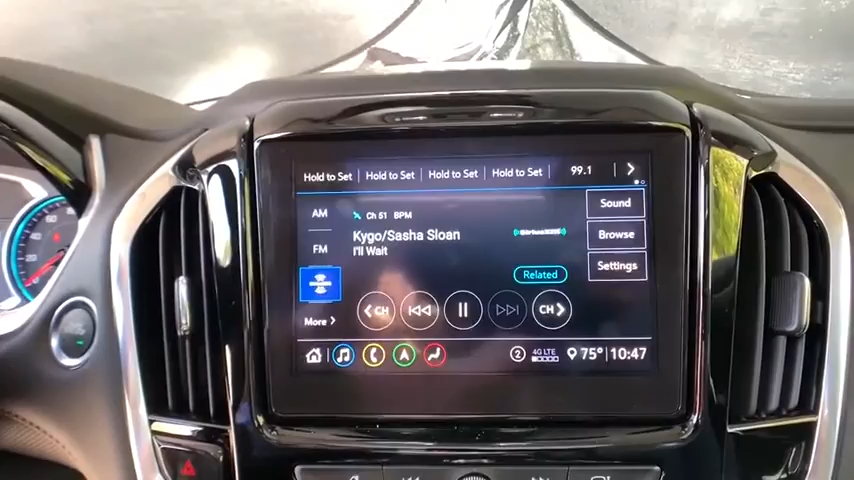 Hold to Set Hold to Set Hold to Set Hold to Set 99.1
AM
Ch 51 BPM
Sound
Kygo/Sasha Sloan
SiriusXM
Browse
FM
I'll Wait
Settings
Related
CH
CH
More
2 4G LTE 75° 10:47